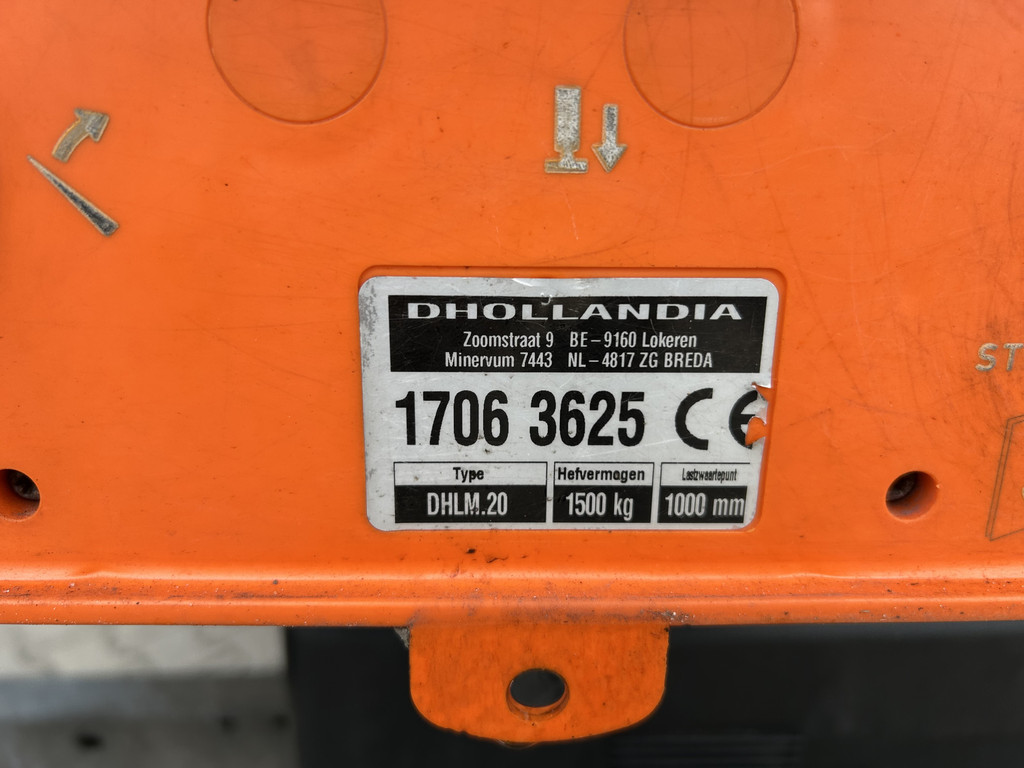 DHOLLANDIA
Zoomstraat 9 BE-9160 Lokeren
Minervum 7443 NL-4817 ZG BREDA
ST
1706 3625 CE
Type Hefvermogen Lastzwaartepunt
DHLM.20 1500 kg 1000 mm